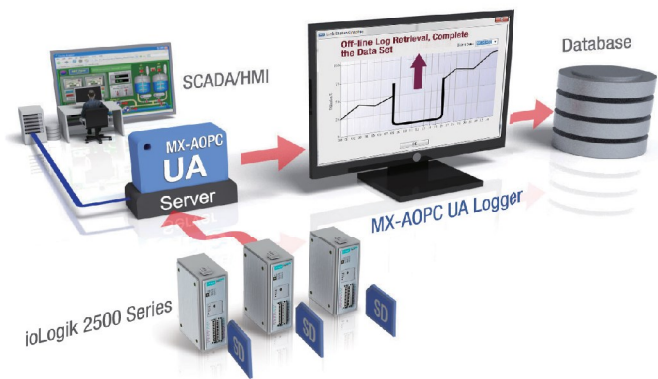 Off-line Log Retrieval, Complete
the Data Set
Database
SCADA/HMI
MX-AOPC
UA
Server
MX-AOPC UA Logger
ioLogik 2500 Series
SD
SD
SD